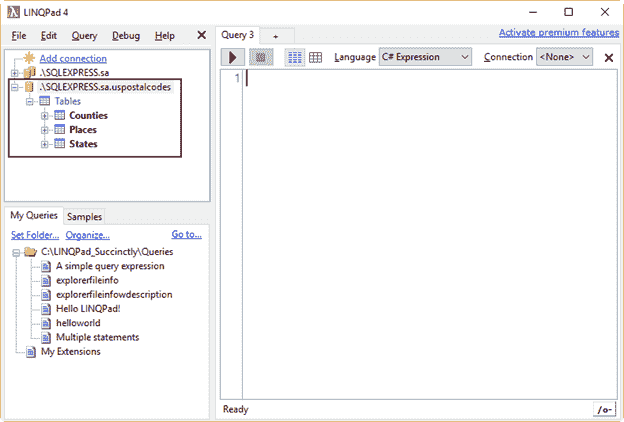 LINQPad 4
File Edit Query Debug Help
Add connection
.\SQLEXPRESS.sa
.\SQLEXPRESS.sa.uspostalcodes
Tables
Counties
Places
States
My Queries Samples
Set Folder... Organize... Go to...
C:\LINQPad_Succinctly\Queries
A simple query expression
explorerfileinfo
explorerfileinfowdescription
Hello LINQPad!
helloworld
Multiple statements
My Extensions
Query 3 + Activate premium features
Language C# Expression Connection <None>
1
Ready /o-